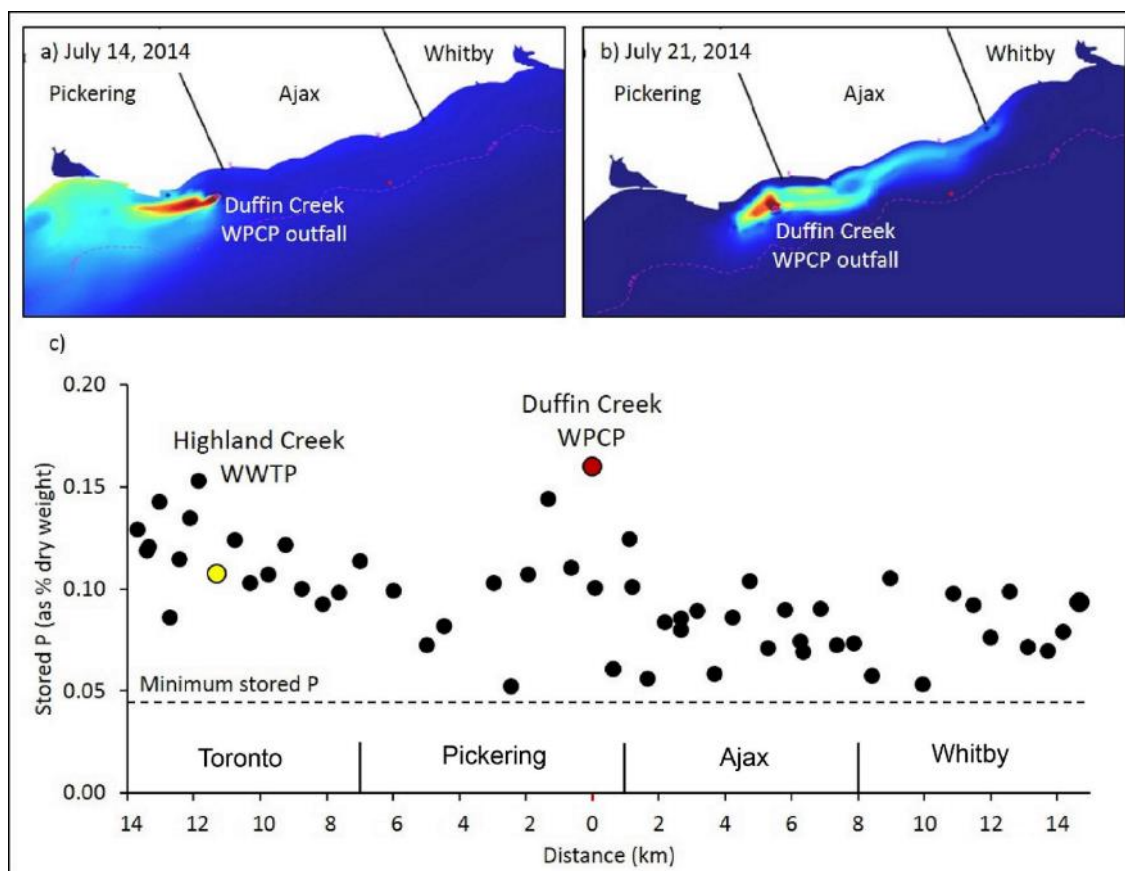 a) July 14, 2014
Whitby
Pickering
Ajax
Duffin Creek
WPCP outfall
b) July 21, 2014
Whitby
Pickering
Ajax
Duffin Creek
WPCP outfall
c)
0.20
0.15
0.10
0.05
0.00
Stored P (as % dry weight)
Highland Creek
WWTP
Duffin Creek
WPCP
Minimum stored P
Toronto
Pickering
Ajax
Whitby
14 12 10 8 6 4 2 0 2 4 6 8 10 12 14
Distance (km)